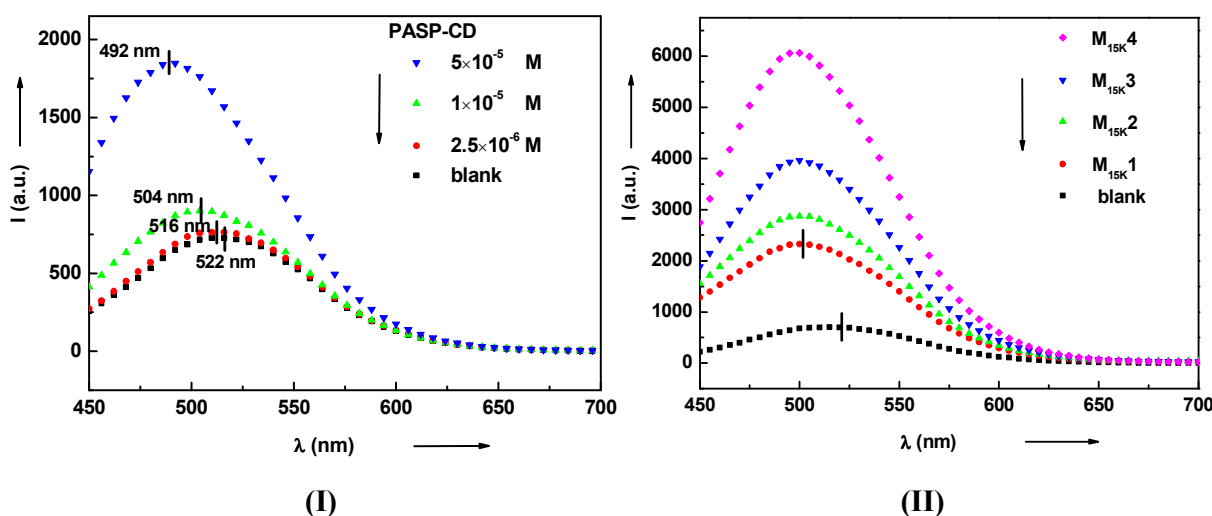 PASP-CD
5×10⁻⁵ M
1×10⁻⁵ M
2.5×10⁻⁶ M
blank
492 nm
504 nm
516 nm
522 nm
2000
1500
1000
500
0
I (a.u.)
450 500 550 600 650 700
λ (nm)
(I)
M₁₅ₖ4
M₁₅ₖ3
M₁₅ₖ2
M₁₅ₖ1
blank
6000
5000
4000
3000
2000
1000
0
I (a.u.)
450 500 550 600 650 700
λ (nm)
(II)